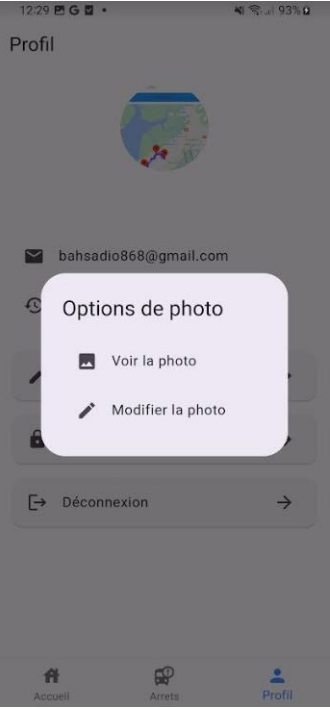 12:29 G 93%
Profil
bahsadio868@gmail.com
Options de photo
Voir la photo
Modifier la photo
Déconnexion
Accueil Arrets Profil